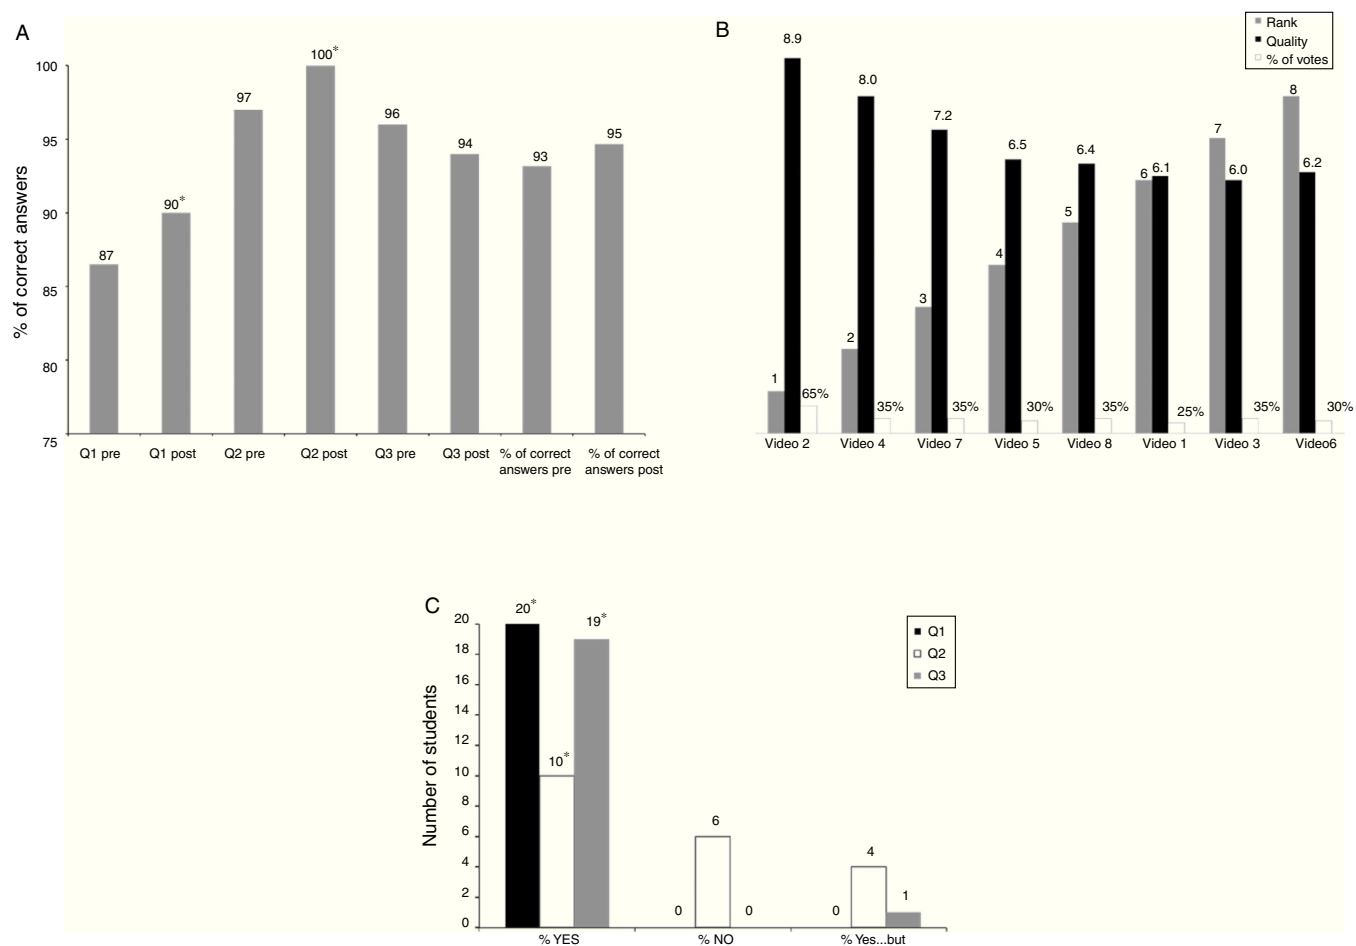 A
% of correct answers
100
95
90
85
80
75
87
90*
97
100*
96
94
93
95
Q1 pre
Q1 post
Q2 pre
Q2 post
Q3 pre
Q3 post
% of correct
answers pre
% of correct
answers post
B
Rank
Quality
% of votes
1
8.9
65%
2
8.0
35%
3
7.2
35%
4
6.5
30%
5
6.4
35%
6
6.1
25%
7
6.0
35%
8
6.2
30%
Video 2
Video 4
Video 7
Video 5
Video 8
Video 1
Video 3
Video6
C
Number of students
20
18
16
14
12
10
8
6
4
2
0
20*
10*
19*
0
6
0
0
4
1
% YES
% NO
% Yes...but
Q1
Q2
Q3